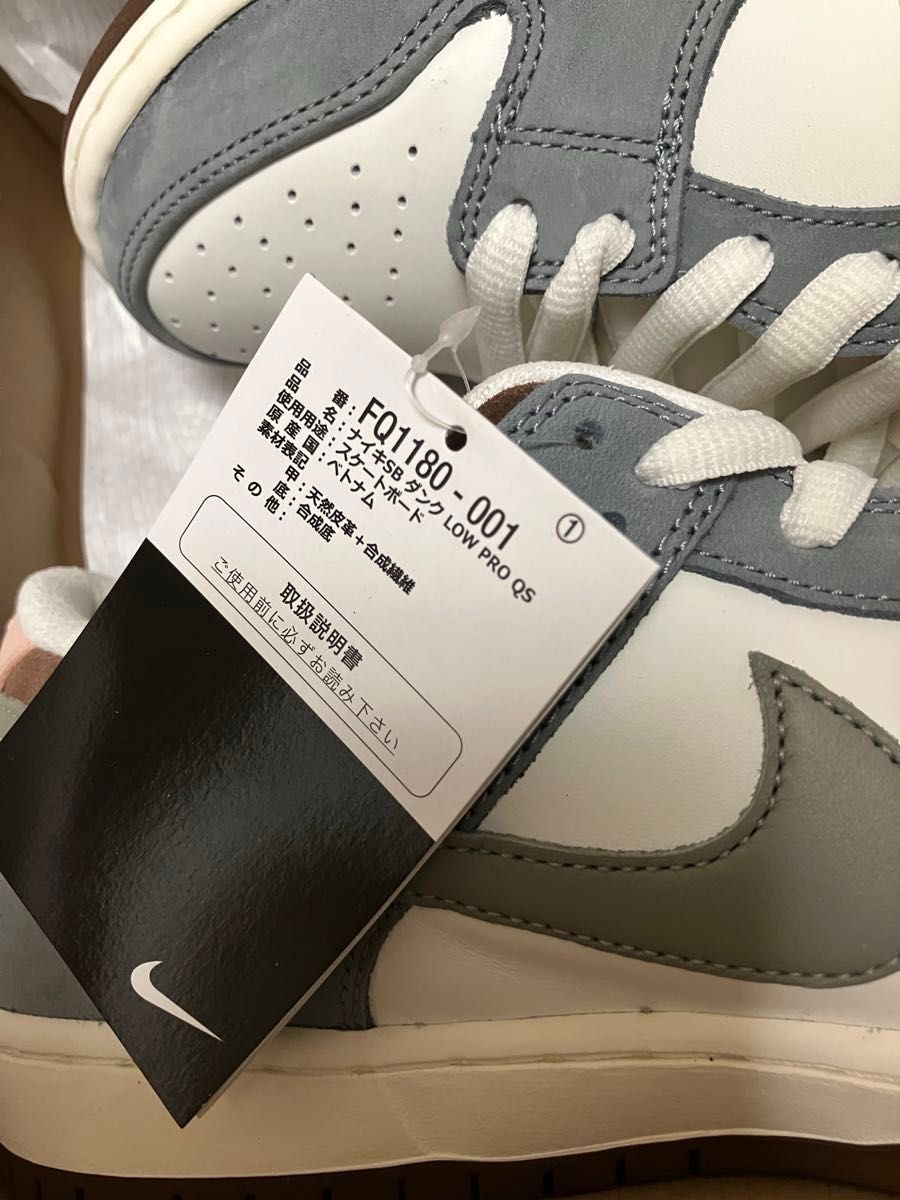 ①
品 番：FQ1180-001
品 名：ナイキSB ダンク LOW PRO QS
使用用途：スケートボード
原 産 国：ベトナム
素材表記 甲：天然皮革＋合成繊維
底：合成底
そ の 他：
取扱説明書
ご使用前に必ずお読み下さい